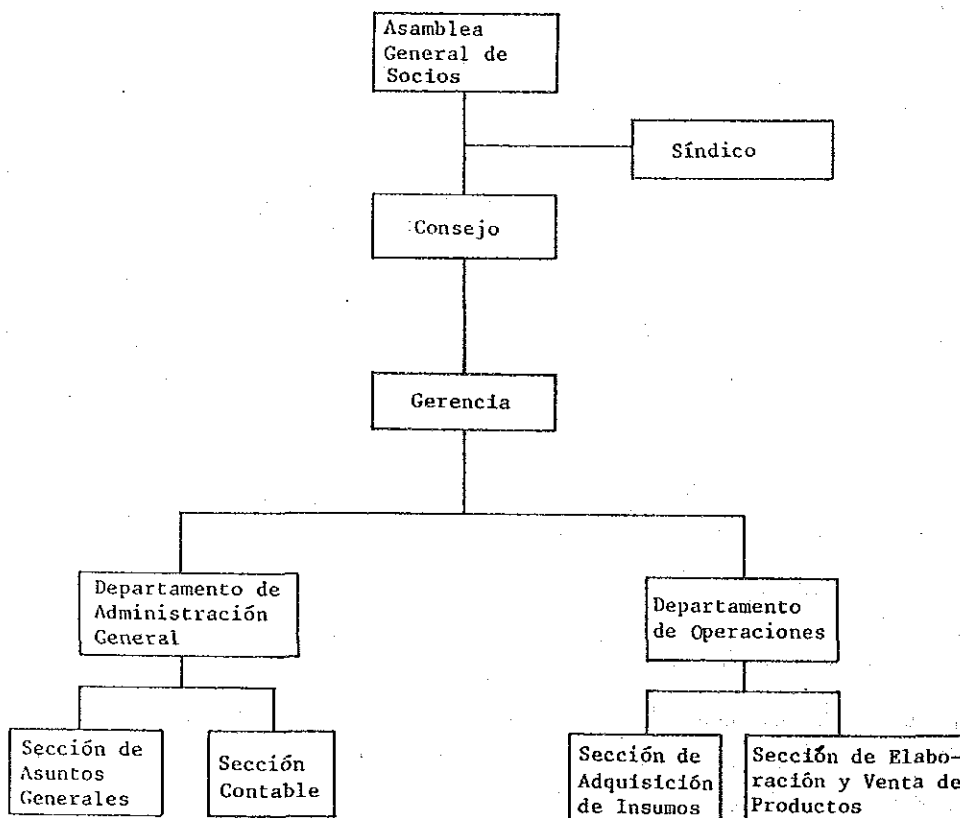 Asamblea
General de
Socios
Síndico
Consejo
Gerencia
Departamento de
Administración
General
Departamento
de Operaciones
Sección de
Asuntos
Generales
Sección
Contable
Sección de
Adquisición
de Insumos
Sección de Elabo-
ración y Venta de
Productos